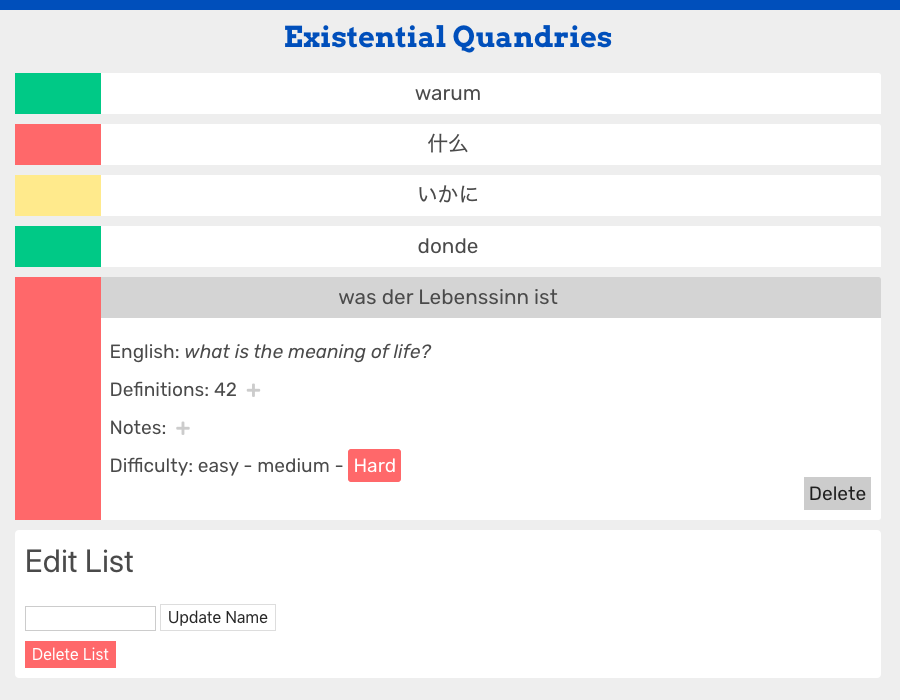 Existential Quandries
warum
什么
いかに
donde
was der Lebenssinn ist
English: what is the meaning of life?
Definitions: 42 +
Notes: +
Difficulty: easy - medium - Hard
Delete
Edit List
Update Name
Delete List